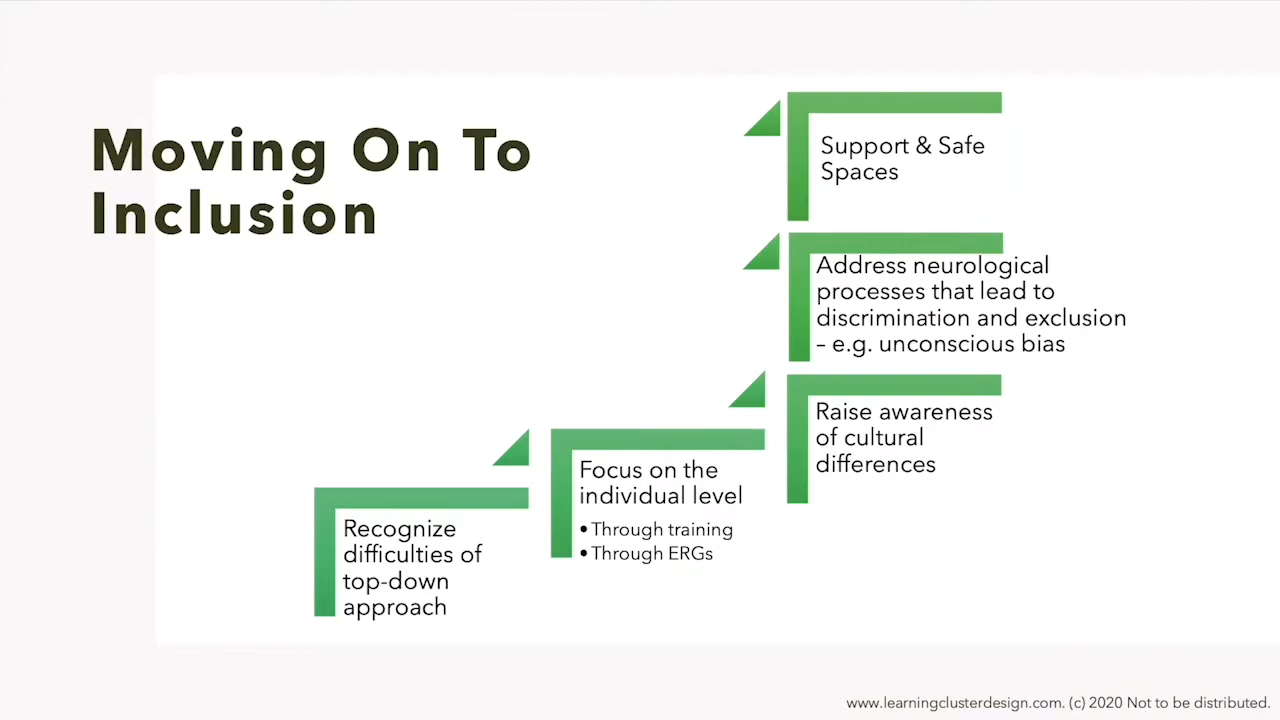 Moving On To
Inclusion
Support & Safe
Spaces
Address neurological
processes that lead to
discrimination and exclusion
– e.g. unconscious bias
Raise awareness
of cultural
differences
Focus on the
individual level
• Through training
• Through ERGs
Recognize
difficulties of
top-down
approach
www.learningclusterdesign.com. (c) 2020 Not to be distributed.